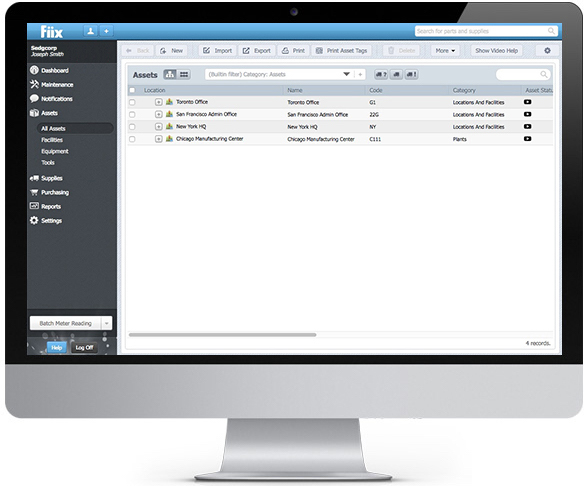 Fiix
Search for parts and supplies
Sedgcorp
Joseph Smith
Back New Import Export Print Print Asset Tags Delete More Show Video Help
Dashboard
Maintenance
Notifications
Assets
All Assets
Facilities
Equipment
Tools
Supplies
Purchasing
Reports
Settings
Batch Meter Reading
Help Log Off
Assets (Builtin filter) Category: Assets
Location Name Code Category Asset Statu
Toronto Office Toronto Office G1 Locations And Facilities
San Francisco Admin Office San Francisco Admin Office 22G Locations And Facilities
New York HQ New York HQ NY Locations And Facilities
Chicago Manufacturing Center Chicago Manufacturing Center C111 Plants
4 records.